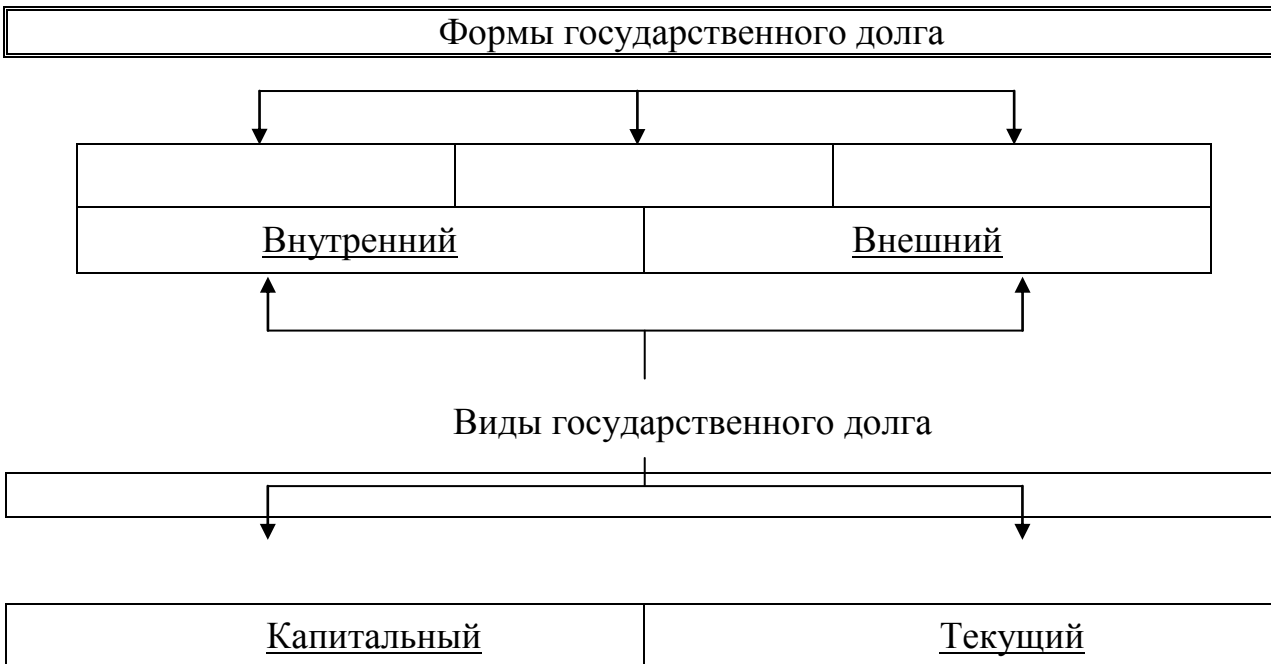 Формы государственного долга
Внутренний Внешний
Виды государственного долга
Капитальный Текущий